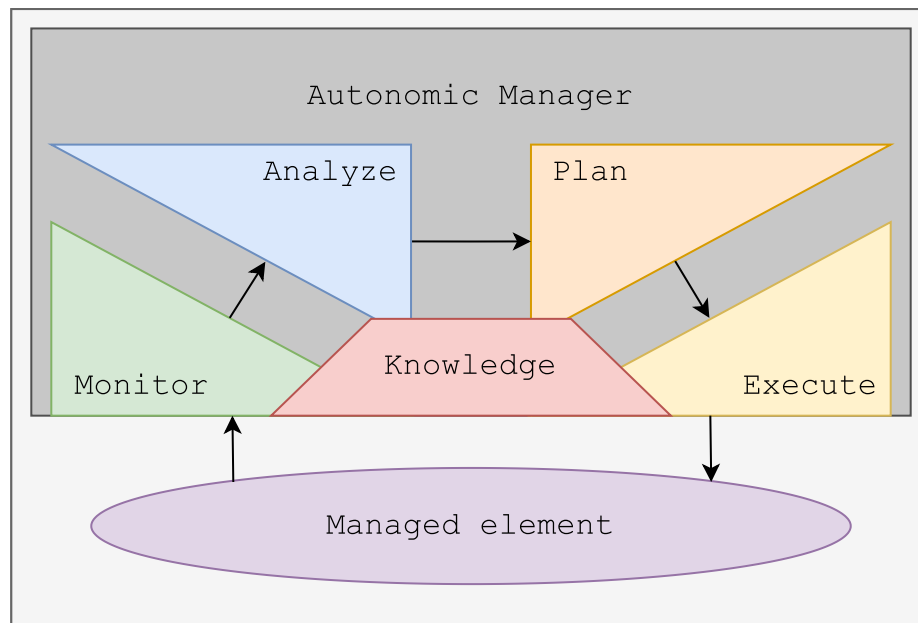 Autonomic Manager
Analyze
Plan
Knowledge
Monitor
Execute
Managed element